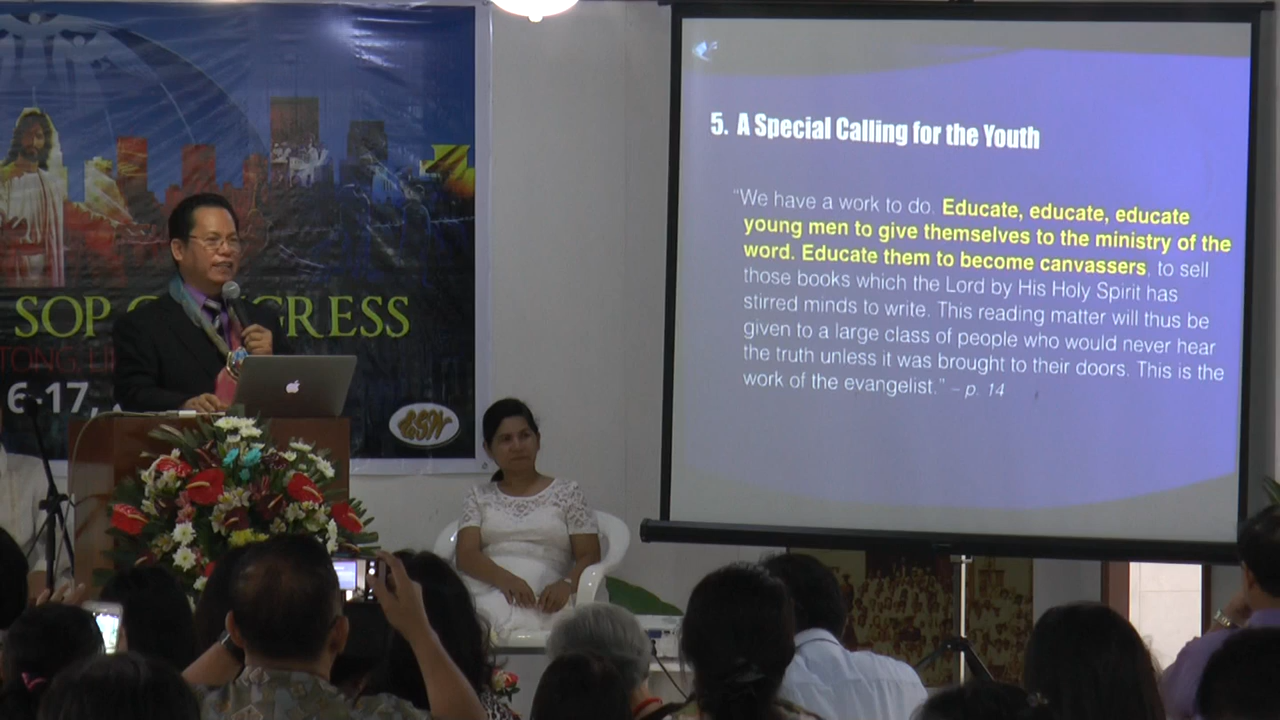 5. A Special Calling for the Youth
“We have a work to do. Educate, educate, educate
young men to give themselves to the ministry of the
word. Educate them to become canvassers, to sell
those books which the Lord by His Holy Spirit has
stirred minds to write. This reading matter will thus be
given to a large class of people who would never hear
the truth unless it was brought to their doors. This is the
work of the evangelist.” – p. 14
SOP GRESS
TONG
6-17,